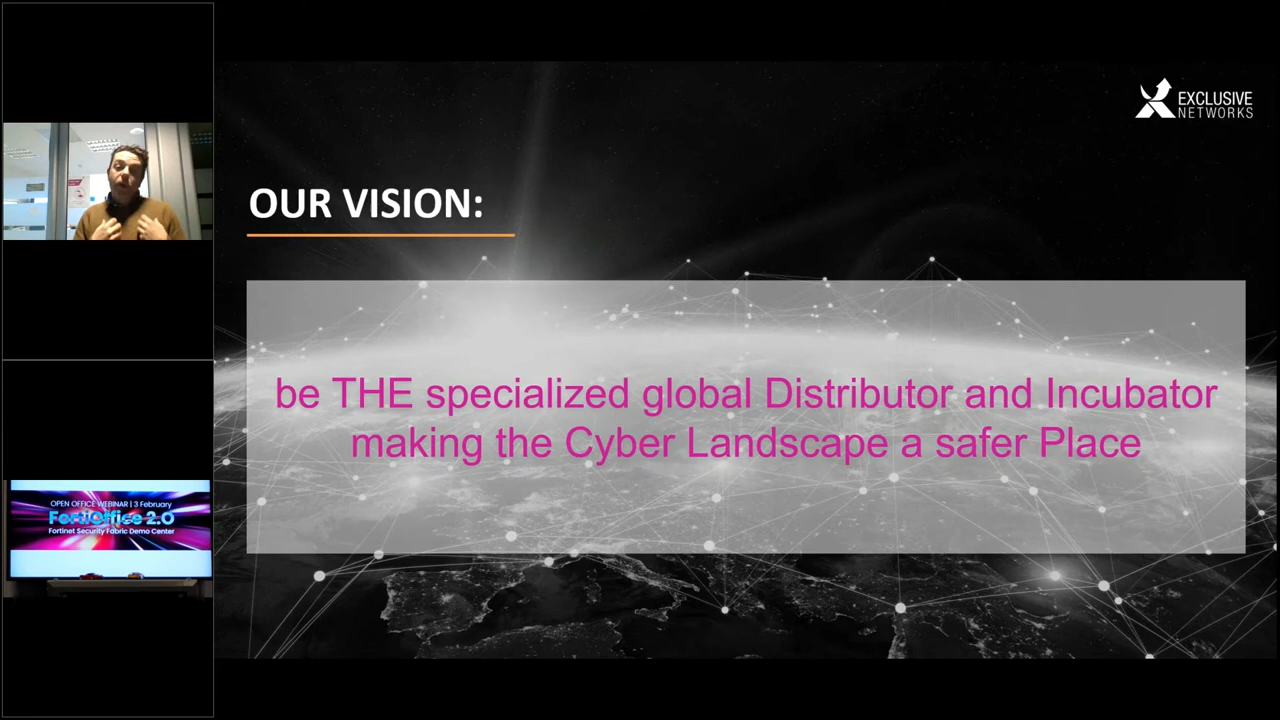 EXCLUSIVE
NETWORKS
OUR VISION:
be THE specialized global Distributor and Incubator
making the Cyber Landscape a safer Place
OPEN OFFICE WEBINAR | 3 February
FortiOffice 2.0
Fortinet Security Fabric Demo Center